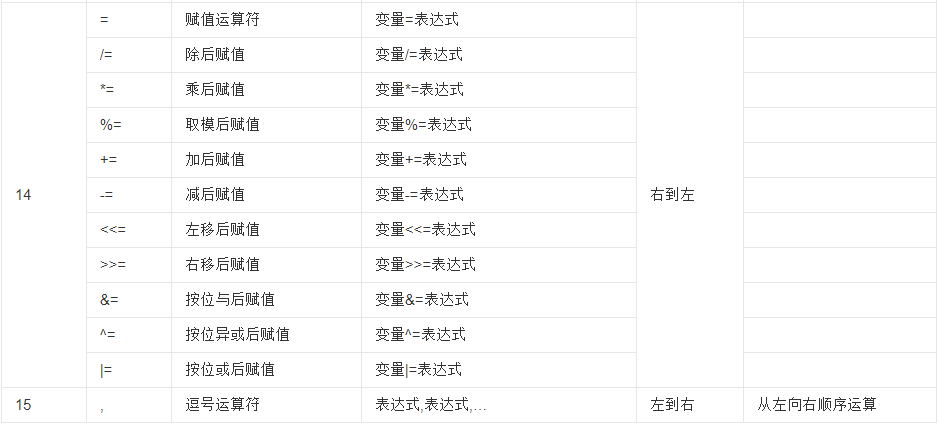 = 赋值运算符 变量=表达式
/= 除后赋值 变量/=表达式
*= 乘后赋值 变量*=表达式
%= 取模后赋值 变量%=表达式
+= 加后赋值 变量+=表达式
14 -= 减后赋值 变量-=表达式 右到左
<<= 左移后赋值 变量<<=表达式
>>= 右移后赋值 变量>>=表达式
&= 按位与后赋值 变量&=表达式
^= 按位异或后赋值 变量^=表达式
|= 按位或后赋值 变量|=表达式
15 , 逗号运算符 表达式,表达式,... 左到右 从左向右顺序运算